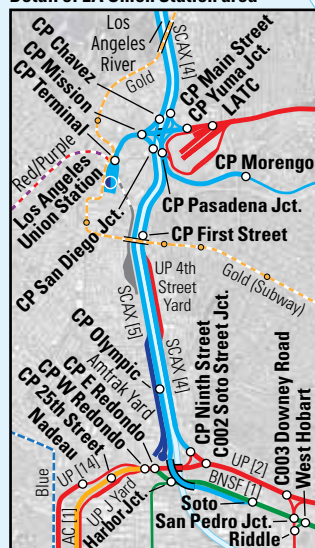 Detail of LA Union Station area
Los
Angeles
River
SCAX [4]
CP Chavez
CP Mission
CP Terminal
Gold
CP Main Street
CP Yuma Jct.
LATC
Red/Purple
Los Angeles
Union Station
CP San Diego Jct.
CP Morengo
CP Pasadena Jct.
CP First Street
UP 4th
Street
Yard
Gold (Subway)
SCAX [5]
SCAX [4]
CP Olympic
Amtrak Yard
CP E Redondo
CP W Redondo
CP 25th Street
Nadeau
CP Ninth Street
C002 Soto Street Jct.
C003 Downey Road
West Hobart
Blue
UP [14]
UP J Yard
AC [1]
Harbor Jct.
UP [2]
BNSF [1]
Soto
San Pedro Jct.
Riddle